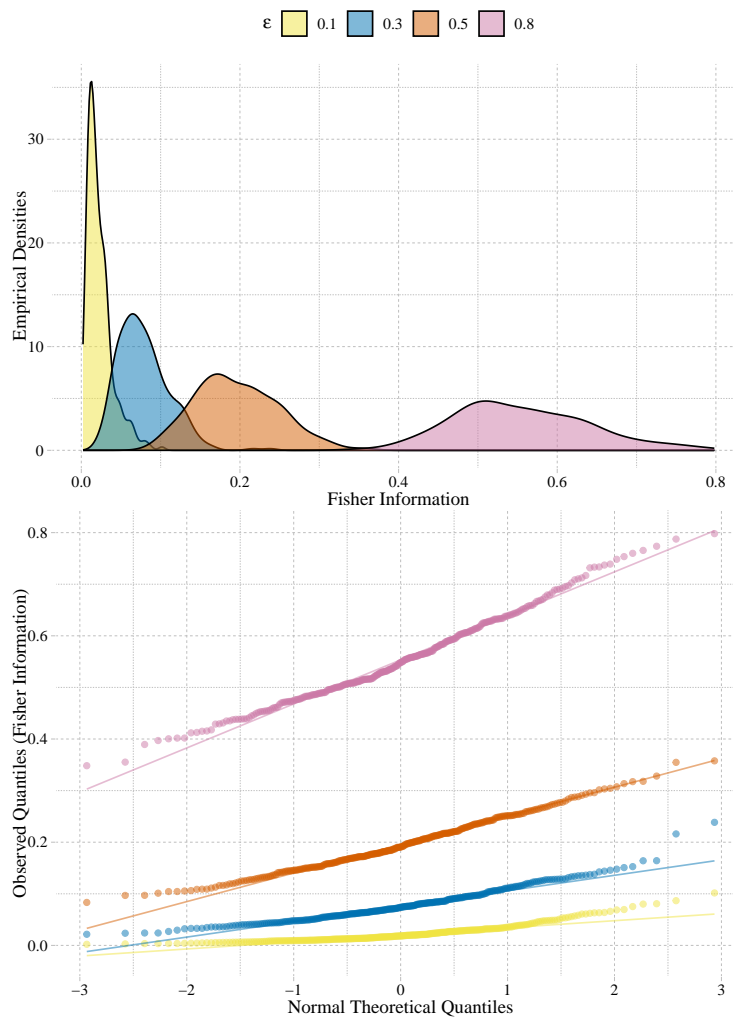 ε 0.1 0.3 0.5 0.8
Empirical Densities
30
20
10
0
0.0 0.2 0.4 0.6 0.8
Fisher Information
Observed Quantiles (Fisher Information)
0.8
0.6
0.4
0.2
0.0
−3 −2 −1 0 1 2 3
Normal Theoretical Quantiles